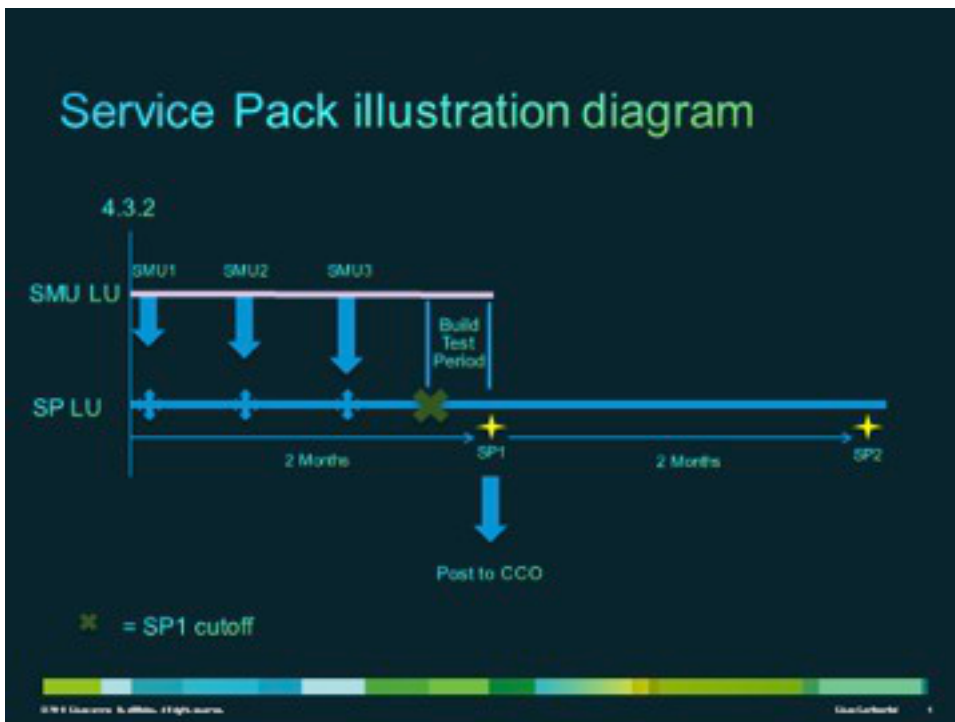 Service Pack illustration diagram
4.3.2
SMU1 SMU2 SMU3
SMU LU
Build
Test
Period
SP LU
2 Months
SP1
2 Months
SP2
Post to CCO
= SP1 cutoff